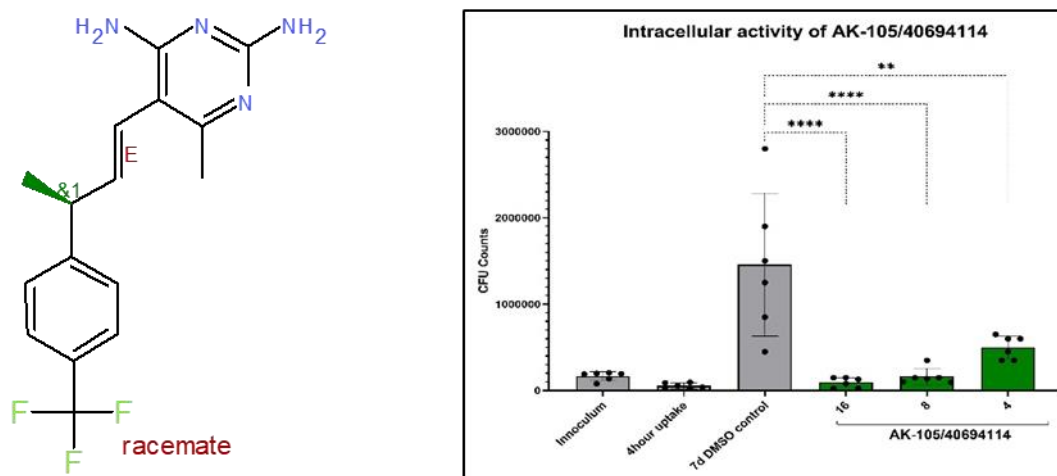 H₂N
N
NH₂
N
E
&1
F
F
F
racemate
Intracellular activity of AK-105/40694114
**
****
****
CFU Counts
3000000
2000000
1000000
0
Innoculum
4hour uptake
7d DMSO control
16
8
4
AK-105/40694114